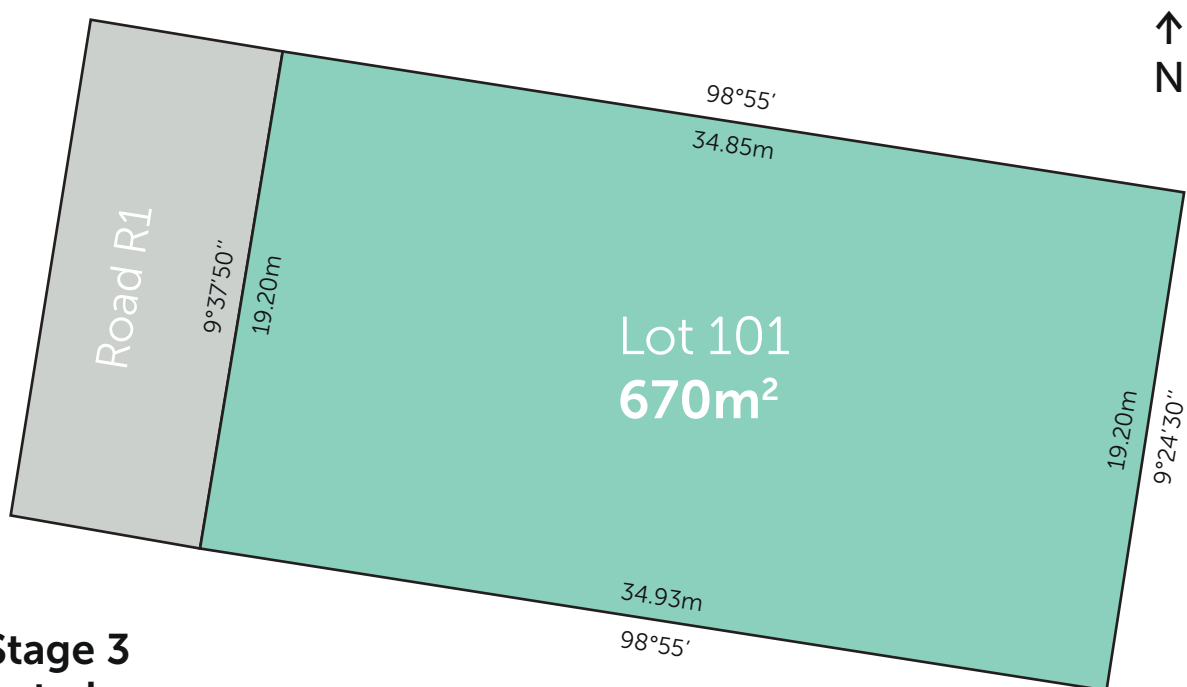 ↑
N
98°55′
34.85m
Road R1
9°37′50″
19.20m
Lot 101
670m²
19.20m
9°24′30″
34.93m
98°55′
Stage 3